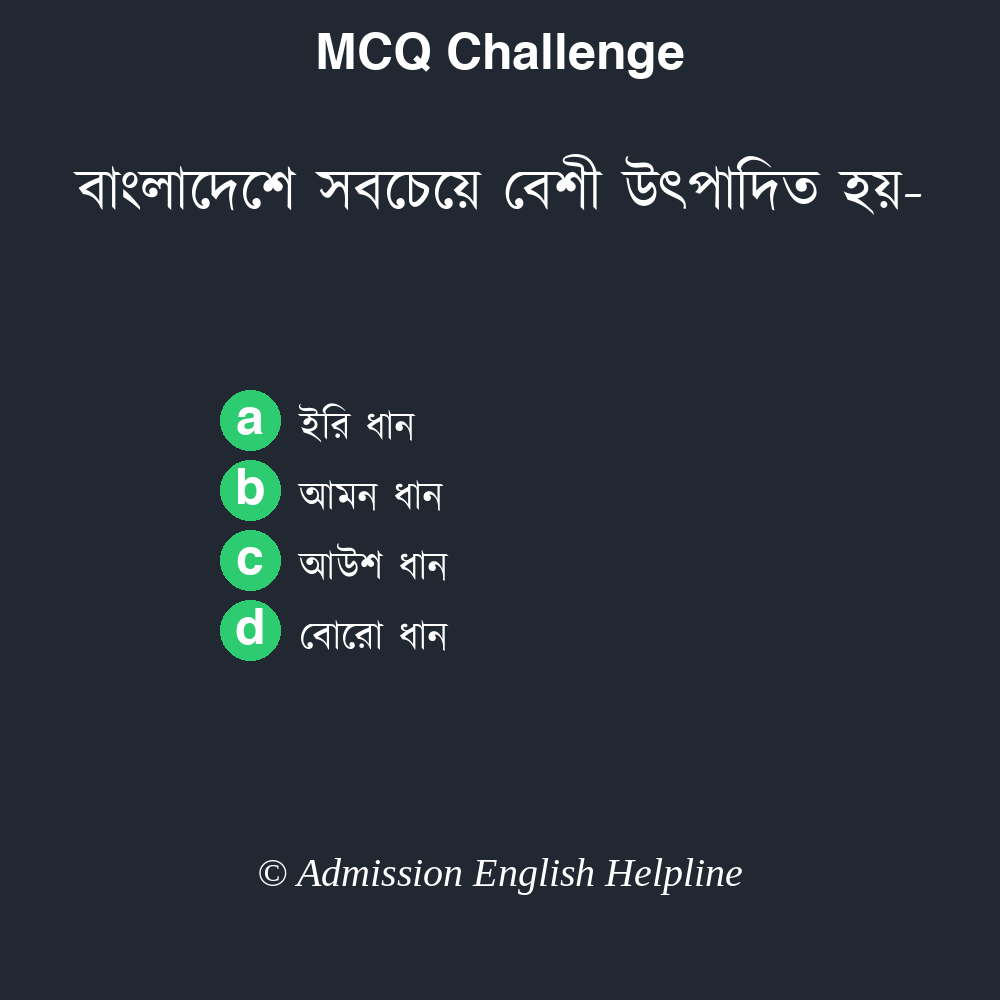 MCQ Challenge
বাংলাদেশে সবচেয়ে বেশী উৎপাদিত হয়-
a ইরি ধান
b আমন ধান
c আউশ ধান
d বোরো ধান
© Admission English Helpline